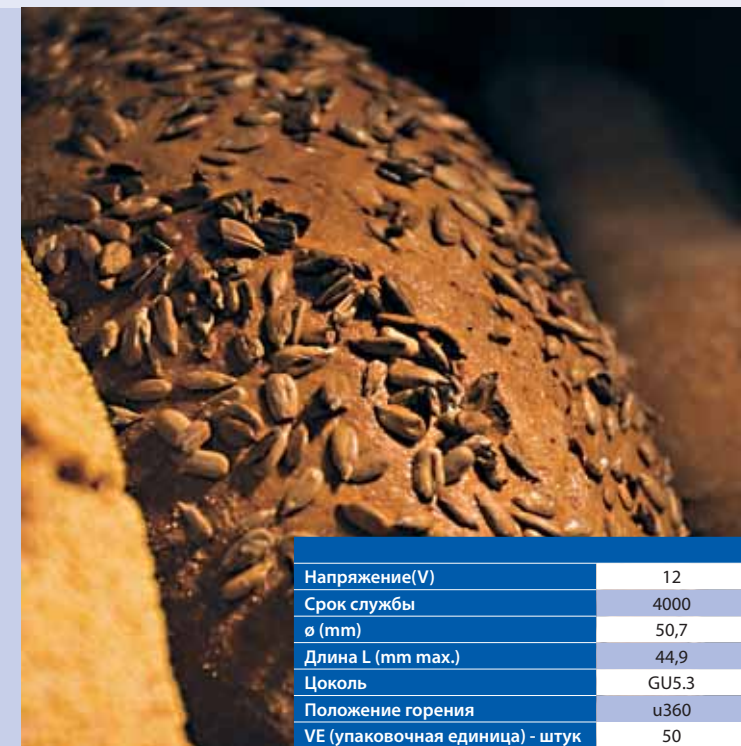 Напряжение(V) 12
Срок службы 4000
ø (mm) 50,7
Длина L (mm max.) 44,9
Цоколь GU5.3
Положение горения u360
VE (упаковочная единица) - штук 50